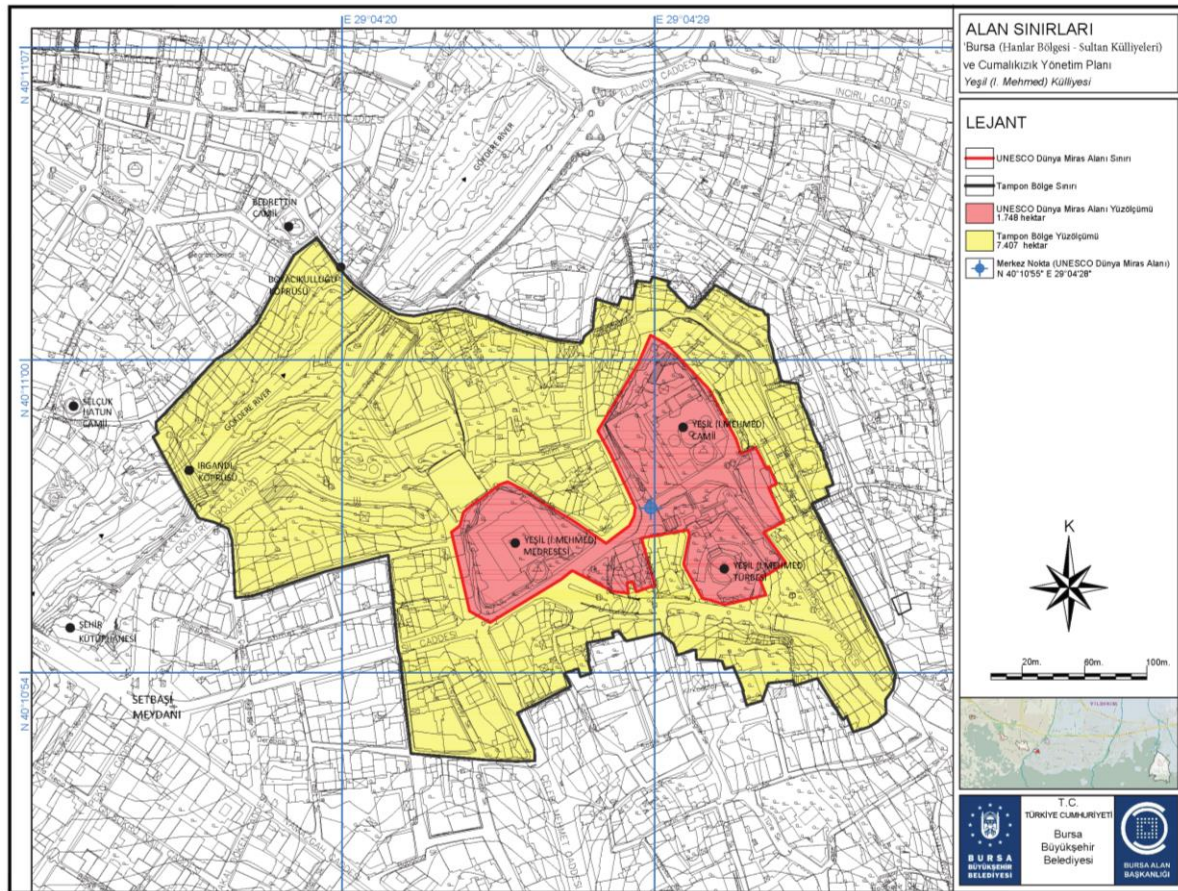 E 29°04'20
E 29°04'29
N 40°11'07
N 40°11'00
N 40°10'54
ALANCIK CADDESİ
İNCİRLİ CADDESİ
GÖKDERE RIVER
BEDRETTİN
CAMİİ
BOYACIKULLUĞU
KÖPRÜSÜ
SELÇUK
HATUN
CAMİİ
GÖKDERE RIVER
IRGANDI
KÖPRÜSÜ
YEŞİL (I.MEHMED)
CAMİİ
YEŞİL (I.MEHMED)
MEDRESESİ
YEŞİL (I.MEHMED)
TÜRBESİ
ŞEHİR
KÜTÜPHANESİ
CADDESİ
SETBAŞI
MEYDANI
ALAN SINIRLARI
'Bursa (Hanlar Bölgesi - Sultan Külliyeleri)
ve Cumalıkızık Yönetim Planı
Yeşil (I. Mehmed) Külliyesi
LEJANT
UNESCO Dünya Miras Alanı Sınırı
Tampon Bölge Sınırı
UNESCO Dünya Miras Alanı Yüzölçümü
1.748 hektar
Tampon Bölge Yüzölçümü
7.407 hektar
Merkez Nokta (UNESCO Dünya Miras Alanı)
N 40°10'55" E 29°04'28"
K
20m. 60m. 100m.
YILDIRIM
BURSA
BÜYÜKŞEHİR
BELEDİYESİ
T.C.
TÜRKİYE CUMHURİYETİ
Bursa
Büyükşehir
Belediyesi
BURSA ALAN
BAŞKANLIĞI